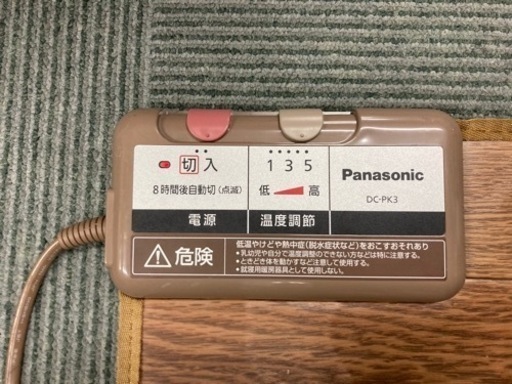 切 入
8時間後自動切(点滅)
電源
1 3 5
低 高
温度調節
Panasonic
DC-PK3
危険
低温やけどや熱中症(脱水症状など)をおこすおそれあり
●乳幼児や自分で温度調整のできない方などは特に注意する。
●ときどき体を動かすなど注意して使用する。
●就寝用暖房器具として使用しない。